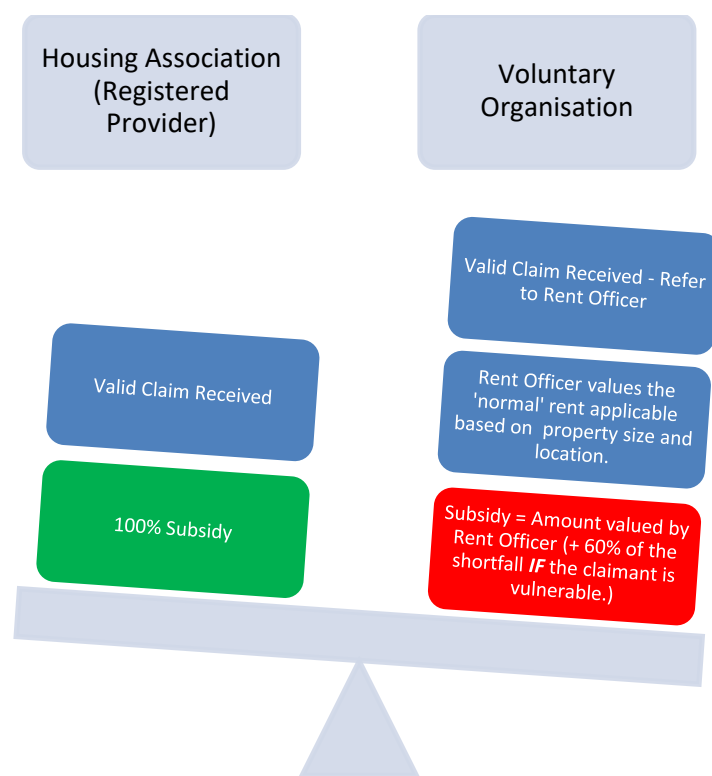 Housing Association
(Registered
Provider)
Voluntary
Organisation
Valid Claim Received
100% Subsidy
Valid Claim Received - Refer
to Rent Officer
Rent Officer values the
'normal' rent applicable
based on property size and
location.
Subsidy = Amount valued by
Rent Officer (+ 60% of the
shortfall IF the claimant is
vulnerable.)